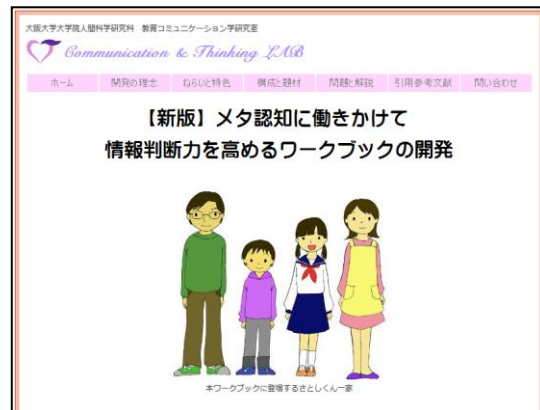 大阪大学大学院人間科学研究科 教育コミュニケーション学研究室
Communication & Thinking LAB
ホーム 開発の理念 ねらいと特色 構成と題材 問題と解説 引用参考文献 問い合わせ
【新版】メタ認知に働きかけて
情報判断力を高めるワークブックの開発
本ワークブックに登場するさとしくん一家